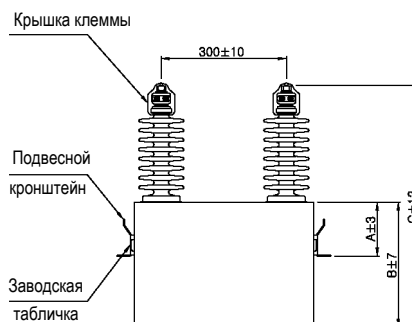 Крышка клеммы
300±10
Подвесной
кронштейн
Заводская
табличка
A±3
B±7